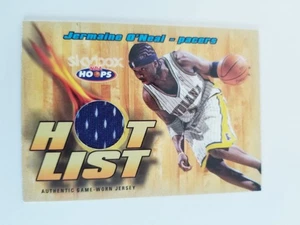 Jermaine O'Neal - pacers
skybox
HOOPS
HOT
LIST
AUTHENTIC GAME-WORN JERSEY